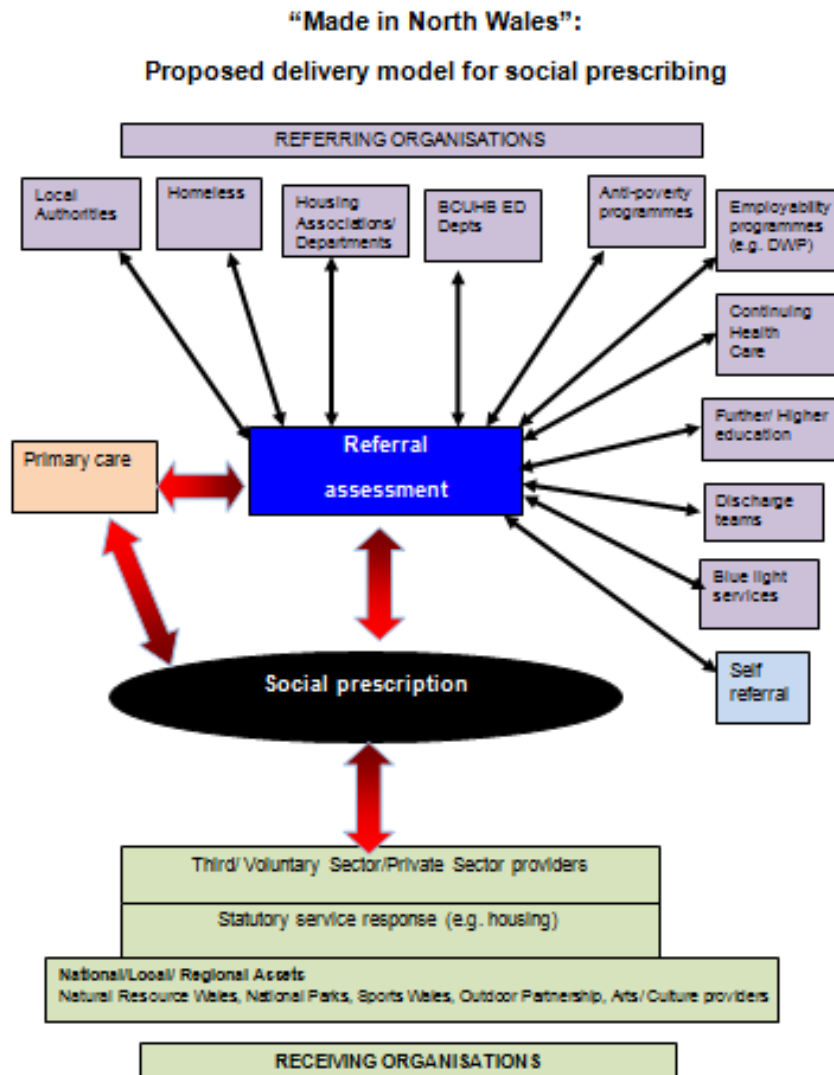 “Made in North Wales”:
Proposed delivery model for social prescribing
REFERRING ORGANISATIONS
Local
Authorities
Homeless
Housing
Associations/
Departments
BCUHB ED
Depts
Anti-poverty
programmes
Employability
programmes
(e.g. DWP)
Continuing
Health
Care
Further/ Higher
education
Discharge
teams
Blue light
services
Self
referral
Primary care
Referral
assessment
Social prescription
Third/ Voluntary Sector/Private Sector providers
Statutory service response (e.g. housing)
National/Local/ Regional Assets
Natural Resource Wales, National Parks, Sports Wales, Outdoor Partnership, Arts/ Culture providers
RECEIVING ORGANISATIONS